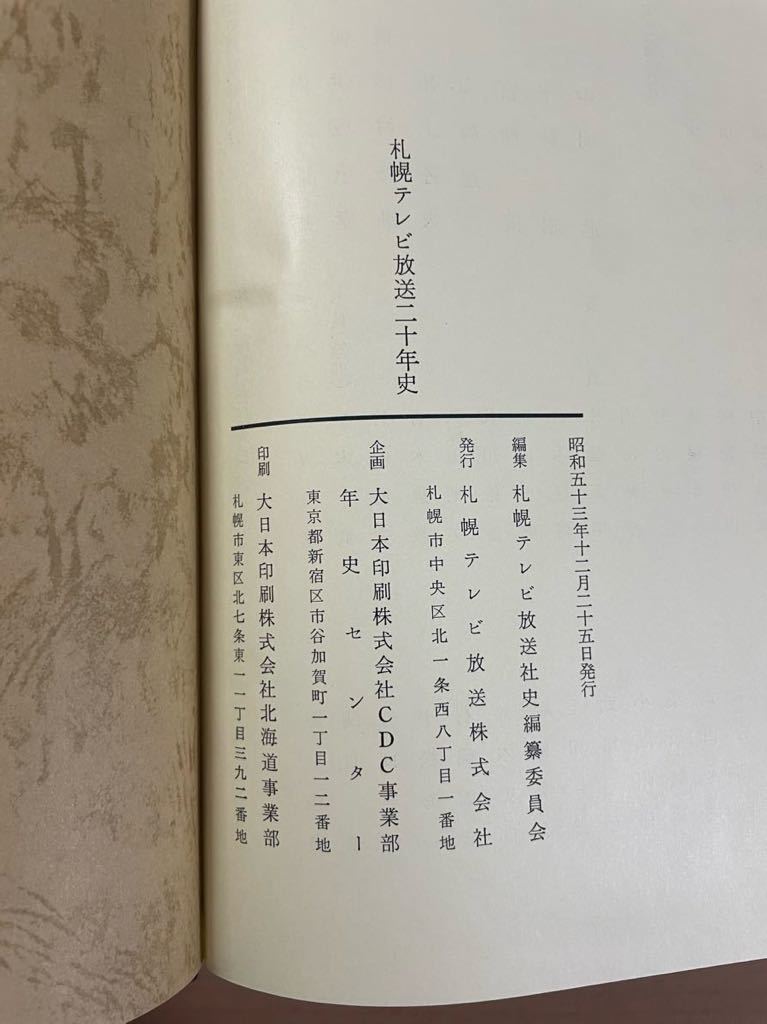 札幌テレビ放送二十年史
昭和五十三年十二月二十五日発行
編集 札幌テレビ放送社史編纂委員会
発行 札幌テレビ放送株式会社
札幌市中央区北一条西八丁目一番地
企画 大日本印刷株式会社CDC事業部
年史センター
東京都新宿区市谷加賀町一丁目一二番地
印刷 大日本印刷株式会社北海道事業部
札幌市東区北七条東一一丁目三九二番地